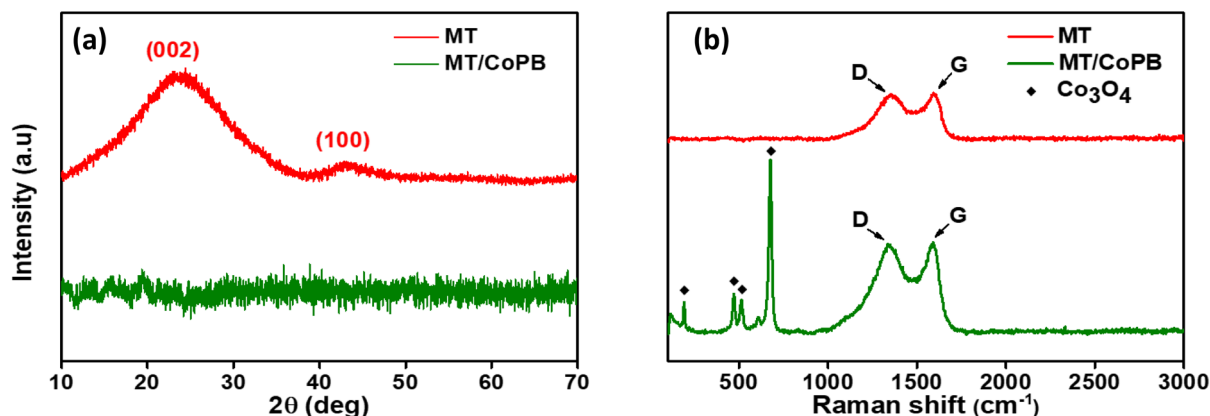 (a)
MT
MT/CoPB
(002)
(100)
Intensity (a.u)
10 20 30 40 50 60 70
2θ (deg)
(b)
MT
MT/CoPB
◆ Co₃O₄
D G
D G
500 1000 1500 2000 2500 3000
Raman shift (cm⁻¹)